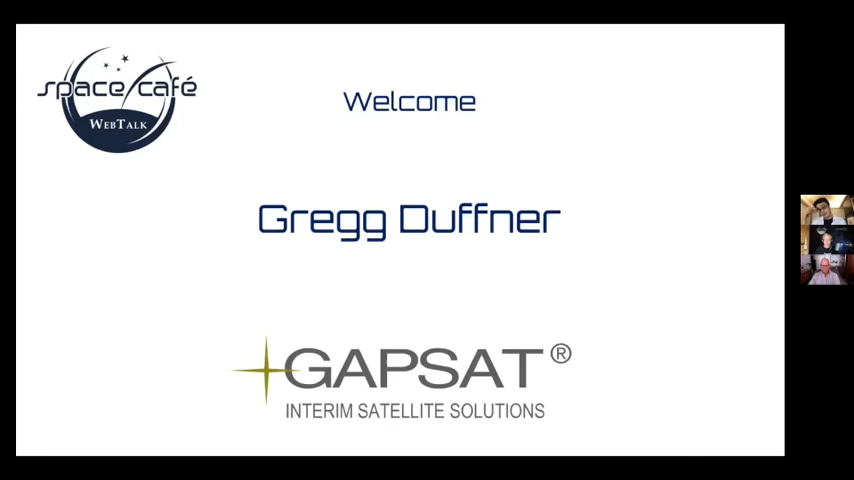 space café
WEBTALK
Welcome
Gregg Duffner
GAPSAT®
INTERIM SATELLITE SOLUTIONS